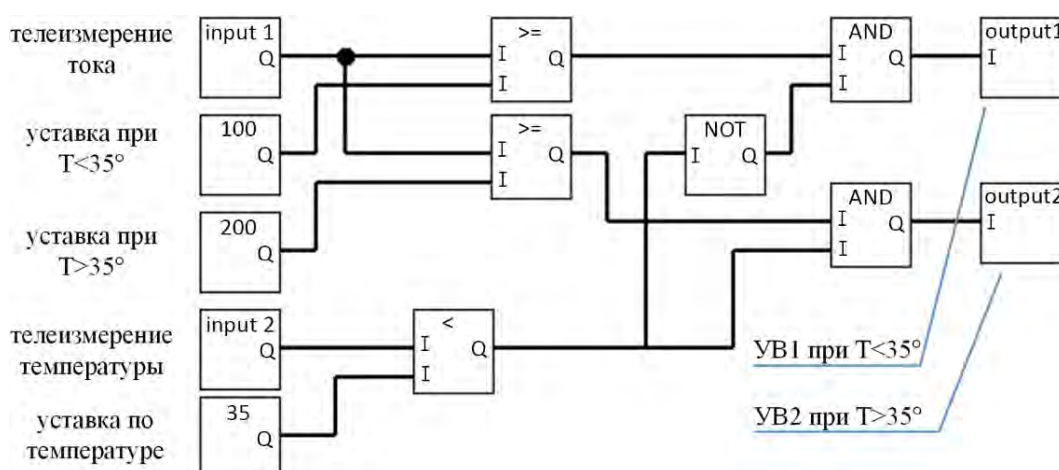 телеизмерение
тока
input 1
Q
>=
I
Q
I
AND
I
Q
I
output1
I
уставка при
T<35°
100
Q
>=
I
Q
I
NOT
I
Q
уставка при
T>35°
200
Q
AND
I
Q
I
output2
I
телеизмерение
температуры
input 2
Q
<
I
Q
I
УВ1 при T<35°
уставка по
температуре
35
Q
УВ2 при T>35°